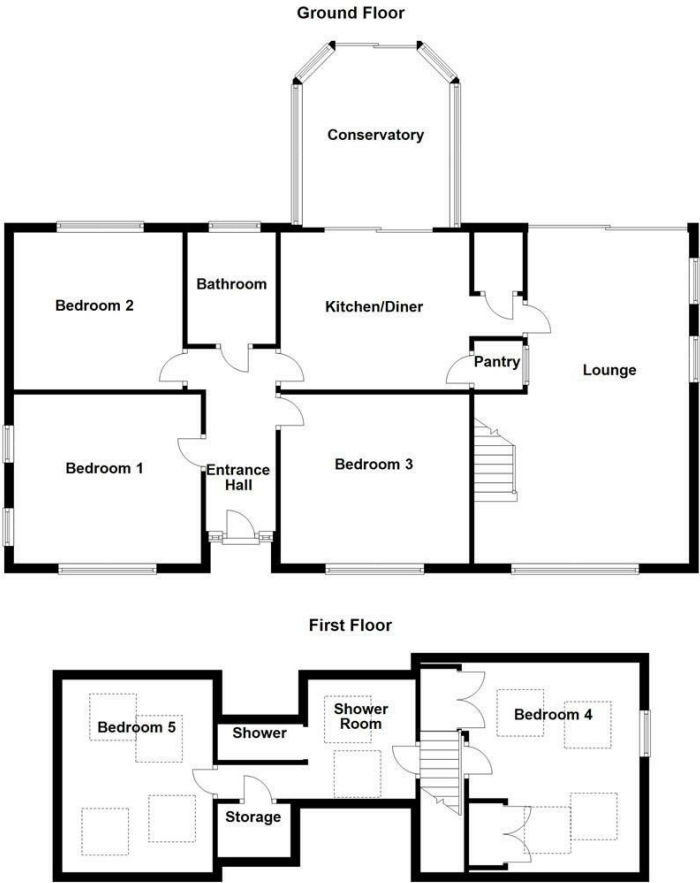 Ground Floor
Conservatory
Bedroom 2
Bathroom
Kitchen/Diner
Pantry
Lounge
Bedroom 1
Entrance
Hall
Bedroom 3
First Floor
Bedroom 5
Shower
Shower
Room
Bedroom 4
Storage